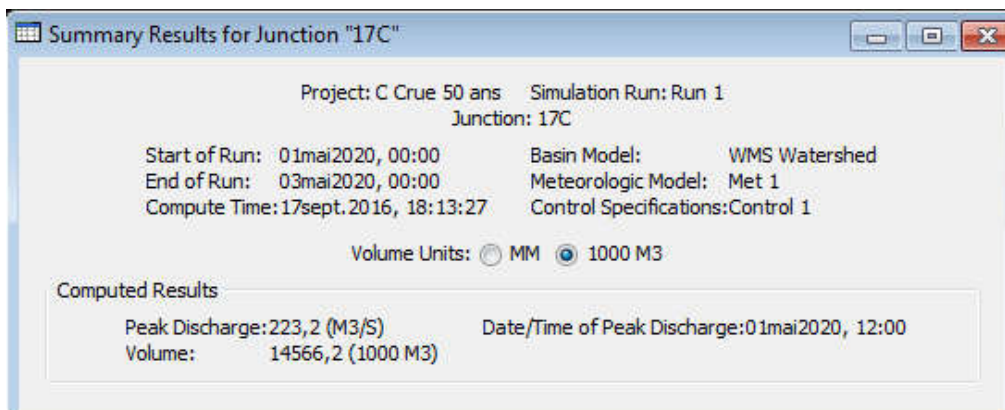 Summary Results for Junction "17C"
Project: C Crue 50 ans Simulation Run: Run 1
Junction: 17C
Start of Run: 01mai2020, 00:00 Basin Model: WMS Watershed
End of Run: 03mai2020, 00:00 Meteorologic Model: Met 1
Compute Time:17sept.2016, 18:13:27 Control Specifications:Control 1
Volume Units: MM 1000 M3
Computed Results
Peak Discharge:223,2 (M3/S) Date/Time of Peak Discharge:01mai2020, 12:00
Volume: 14566,2 (1000 M3)